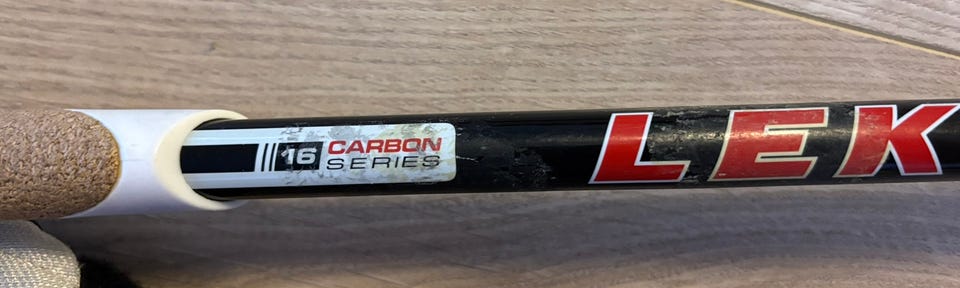 16 CARBON
SERIES
LEK